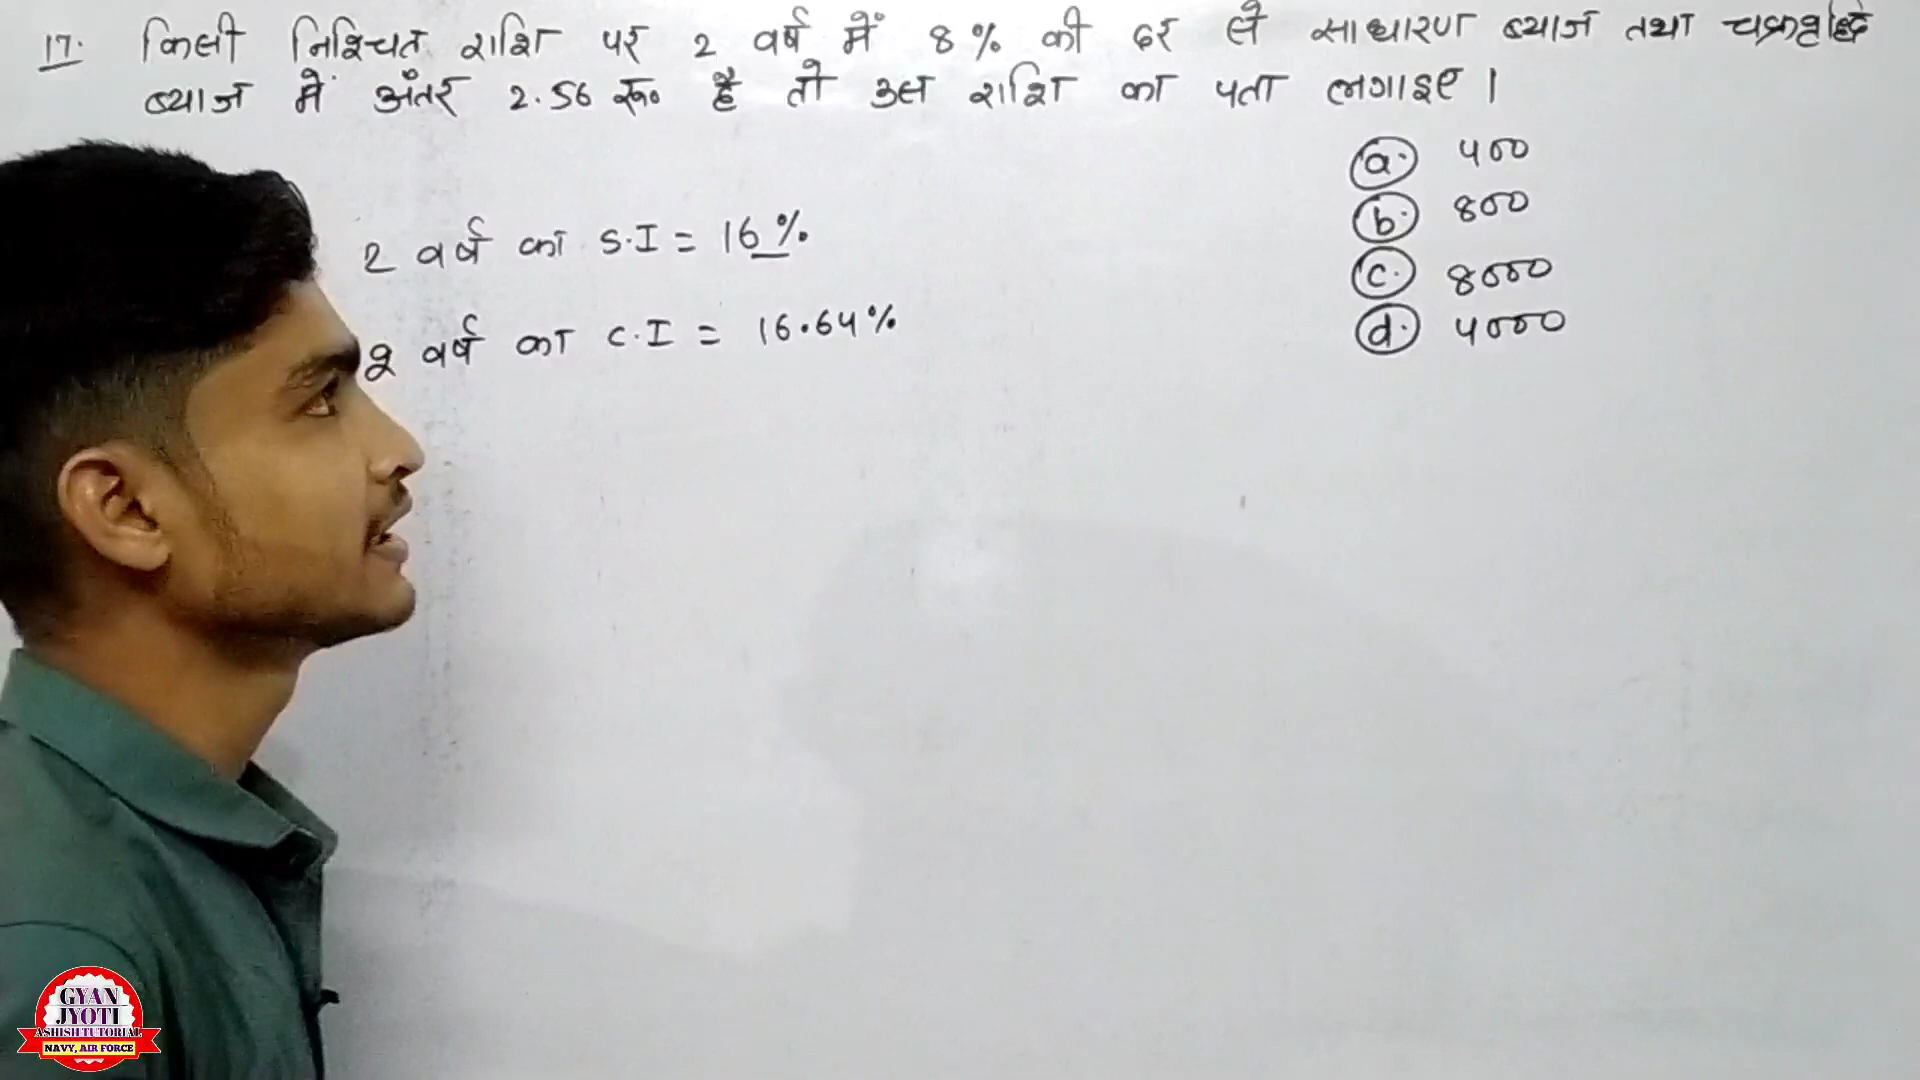 17. किसी निश्चित राशि पर 2 वर्ष में 8% की दर से साधारण ब्याज तथा चक्रवृद्धि
ब्याज में अंतर 2.56 रू० है तो उस राशि का पता लगाइए।
a. 400
b. 800
c. 8000
d. 4000
2 वर्ष का S.I = 16%
2 वर्ष का C.I = 16.64%
GYAN
JYOTI
ASHISH TUTORIAL
NAVY, AIR FORCE